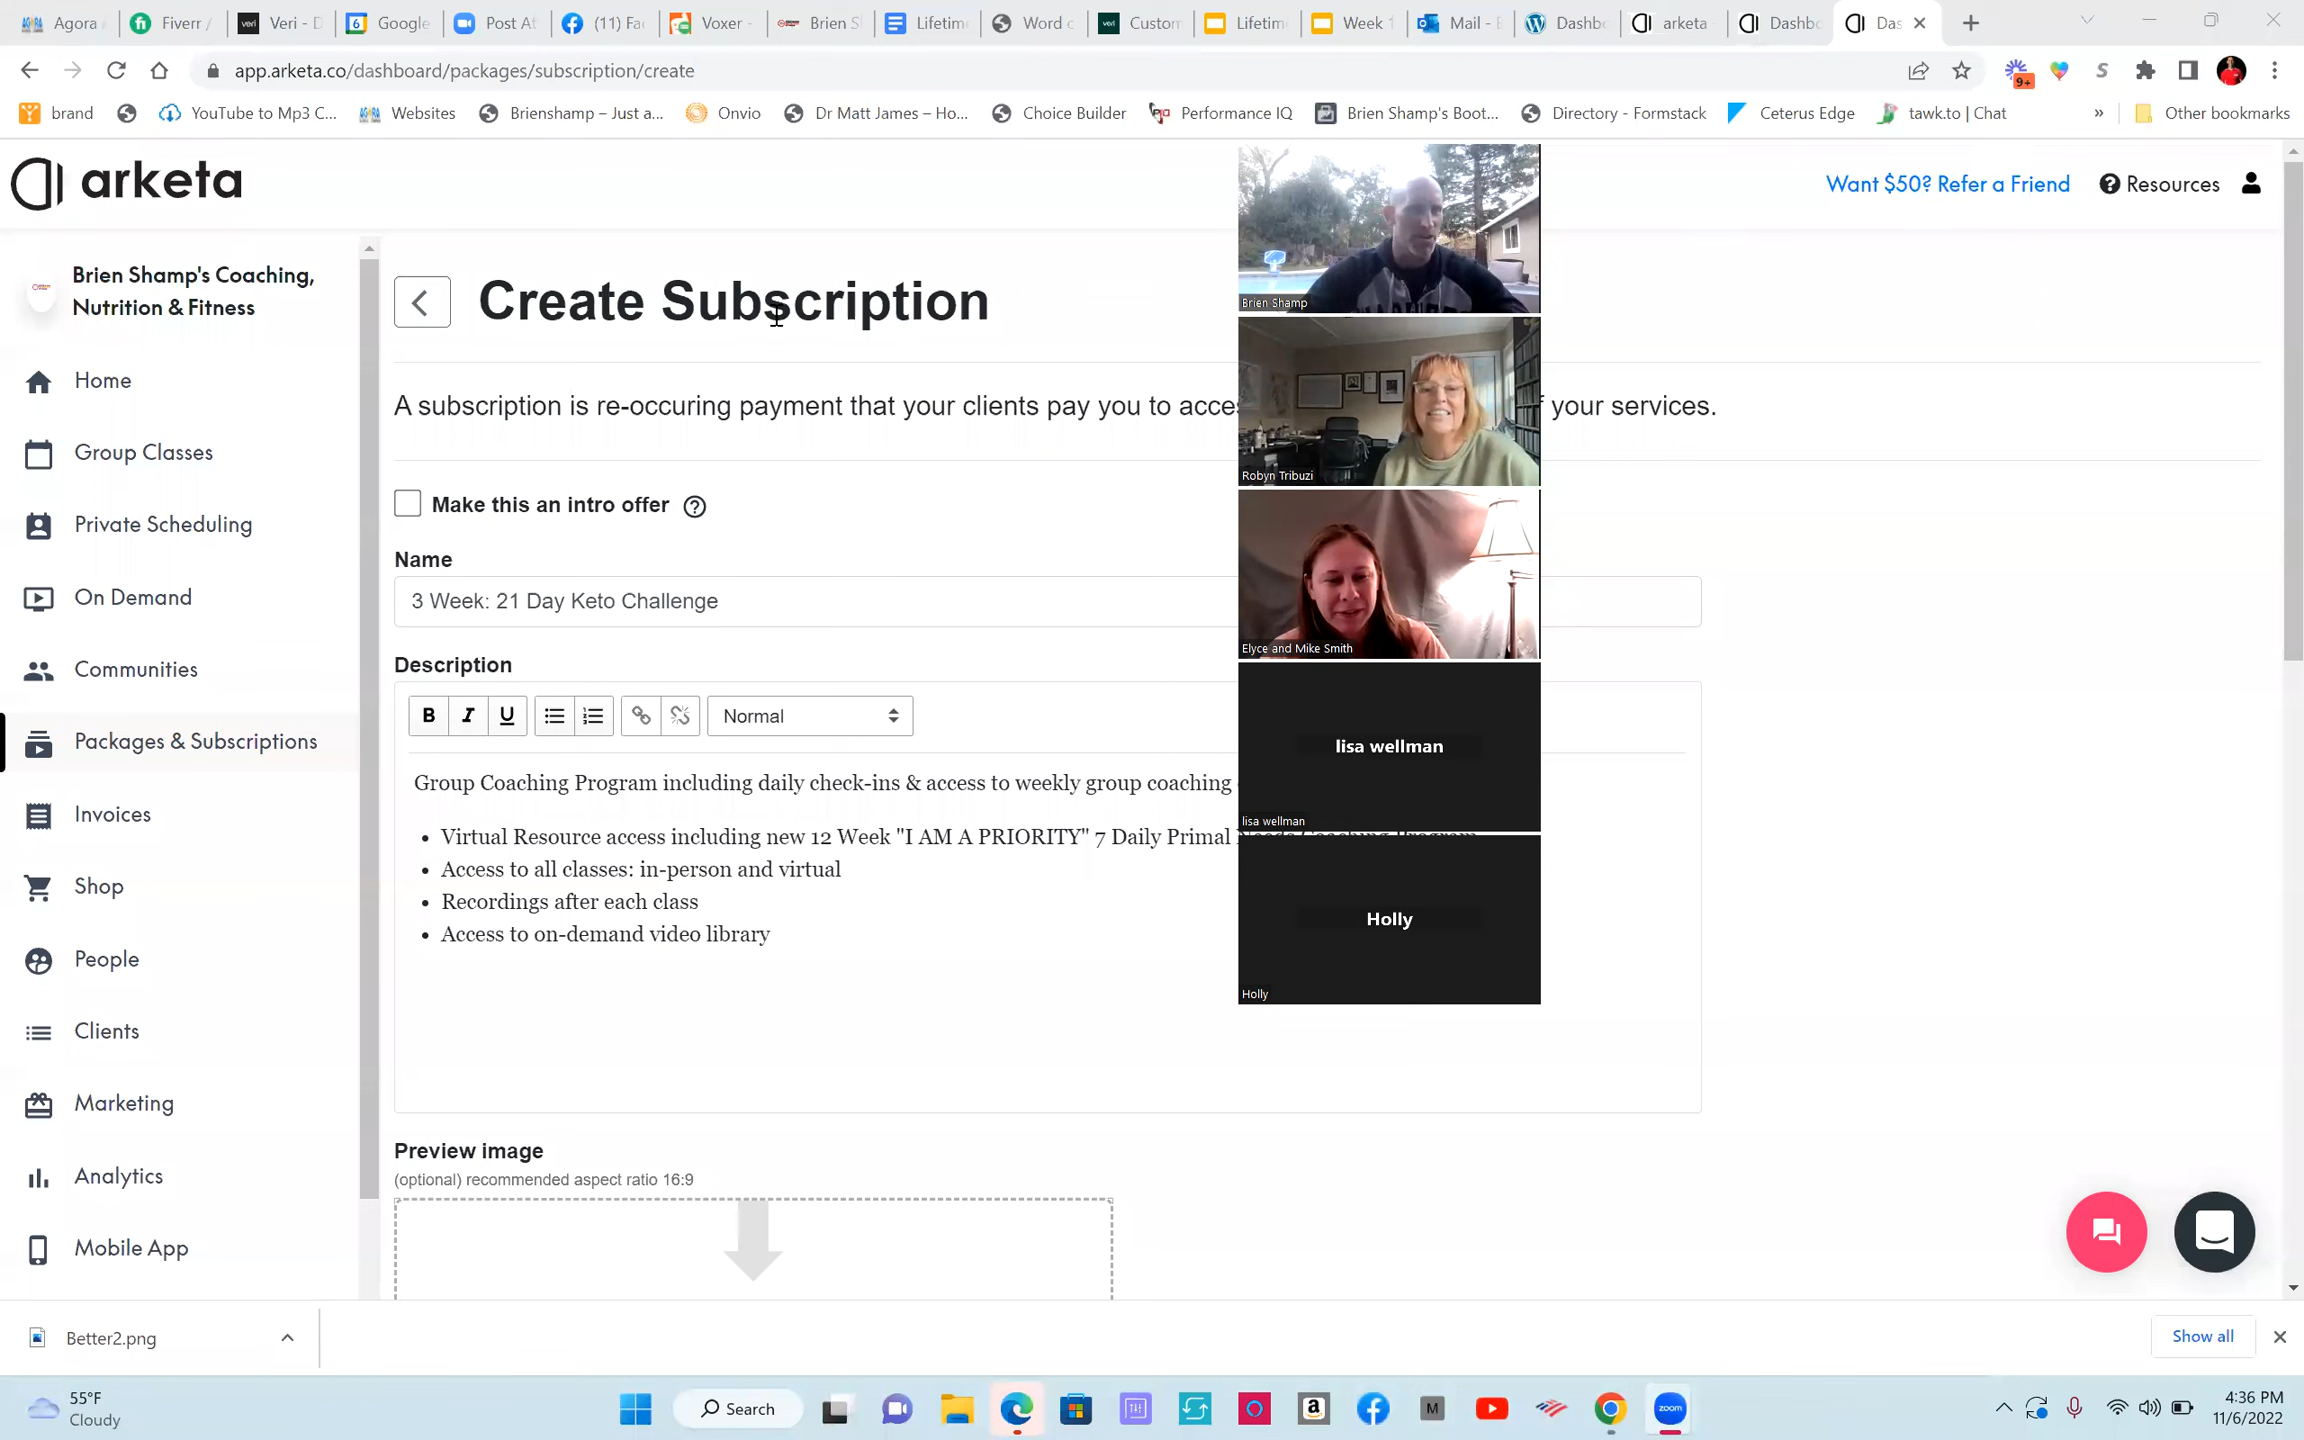 Agora
Fiverr /
Veri - D
Google
Post At
(11) Fa
Voxer -
Brien S
Lifetim
Word c
Custom
Lifetim
Week 1
Mail - B
Dashbo
arketa
Dashbo
Das
app.arketa.co/dashboard/packages/subscription/create
9+
brand
YouTube to Mp3 C...
Websites
Brienshamp – Just a...
Onvio
Dr Matt James – Ho...
Choice Builder
Performance IQ
Brien Shamp's Boot...
Directory - Formstack
Ceterus Edge
tawk.to | Chat
»
Other bookmarks
arketa
Want $50? Refer a Friend
Resources
Brien Shamp's Coaching,
Nutrition & Fitness
Home
Group Classes
Private Scheduling
On Demand
Communities
Packages & Subscriptions
Invoices
Shop
People
Clients
Marketing
Analytics
Mobile App
Create Subscription
A subscription is re-occuring payment that your clients pay you to acce
your services.
Make this an intro offer
Name
3 Week: 21 Day Keto Challenge
Description
B I U
Normal
Group Coaching Program including daily check-ins & access to weekly group coaching
• Virtual Resource access including new 12 Week "I AM A PRIORITY" 7 Daily Primal
• Access to all classes: in-person and virtual
• Recordings after each class
• Access to on-demand video library
Preview image
(optional) recommended aspect ratio 16:9
Brien Shamp
Robyn Tribuzi
Elyce and Mike Smith
lisa wellman
lisa wellman
Holly
Holly
Better2.png
Show all
55°F
Cloudy
Search
a
M
zoom
4:36 PM
11/6/2022